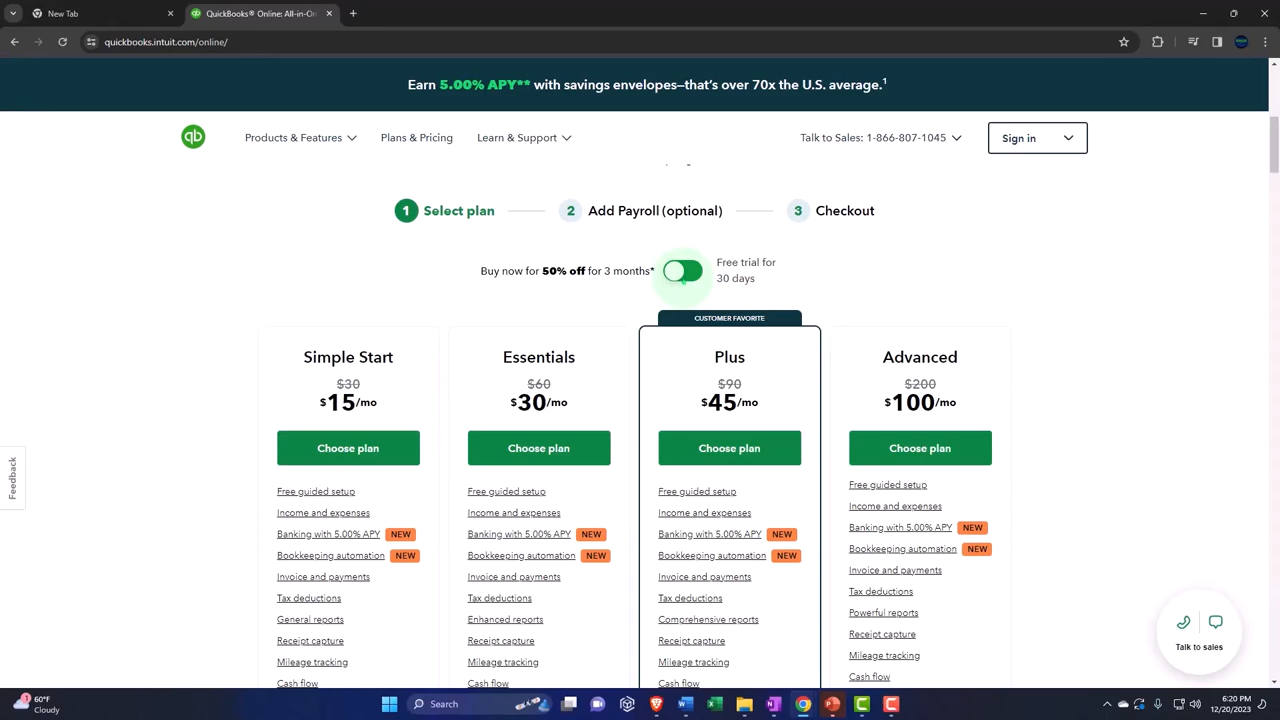 New Tab
QuickBooks® Online: All-in-On
quickbooks.intuit.com/online/
Earn 5.00% APY** with savings envelopes—that's over 70x the U.S. average.1
qb
Products & Features
Plans & Pricing
Learn & Support
Talk to Sales: 1-866-807-1045
Sign in
1 Select plan
2 Add Payroll (optional)
3 Checkout
Buy now for 50% off for 3 months*
Free trial for
30 days
CUSTOMER FAVORITE
Simple Start
$30
$15/mo
Choose plan
Free guided setup
Income and expenses
Banking with 5.00% APY NEW
Bookkeeping automation NEW
Invoice and payments
Tax deductions
General reports
Receipt capture
Mileage tracking
Cash flow
Essentials
$60
$30/mo
Choose plan
Free guided setup
Income and expenses
Banking with 5.00% APY NEW
Bookkeeping automation NEW
Invoice and payments
Tax deductions
Enhanced reports
Receipt capture
Mileage tracking
Cash flow
Plus
$90
$45/mo
Choose plan
Free guided setup
Income and expenses
Banking with 5.00% APY NEW
Bookkeeping automation NEW
Invoice and payments
Tax deductions
Comprehensive reports
Receipt capture
Mileage tracking
Cash flow
Advanced
$200
$100/mo
Choose plan
Free guided setup
Income and expenses
Banking with 5.00% APY NEW
Bookkeeping automation NEW
Invoice and payments
Tax deductions
Powerful reports
Receipt capture
Mileage tracking
Cash flow
Feedback
Talk to sales
60°F
Cloudy
Search
6:20 PM
12/20/2023